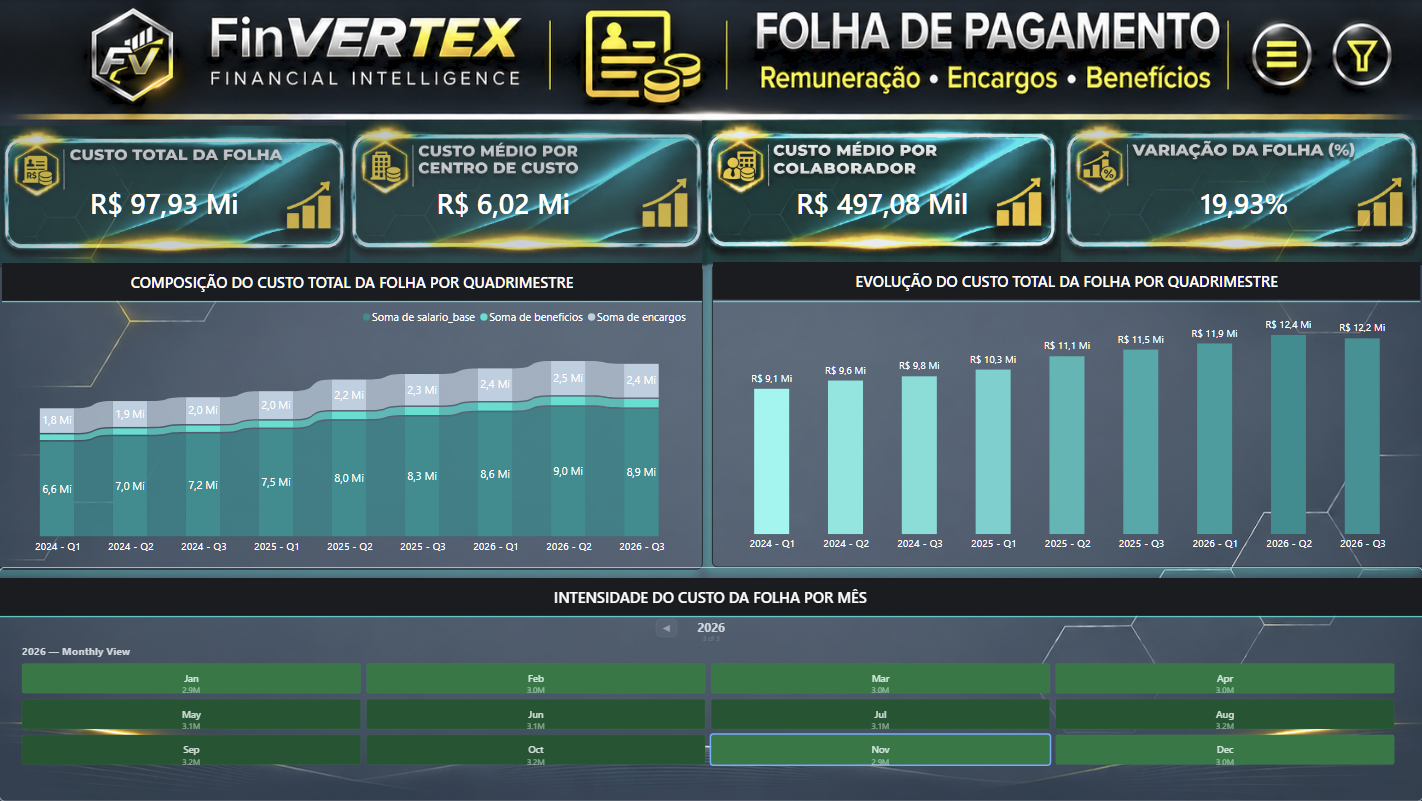 FV
FinVERTEX
FINANCIAL INTELLIGENCE
FOLHA DE PAGAMENTO
Remuneração • Encargos • Benefícios
R$
CUSTO TOTAL DA FOLHA
R$ 97,93 Mi
CUSTO MÉDIO POR
CENTRO DE CUSTO
R$ 6,02 Mi
CUSTO MÉDIO POR
COLABORADOR
R$ 497,08 Mil
%
VARIAÇÃO DA FOLHA (%)
19,93%
COMPOSIÇÃO DO CUSTO TOTAL DA FOLHA POR QUADRIMESTRE
Soma de salario_base Soma de beneficios Soma de encargos
1,8 Mi 1,9 Mi 2,0 Mi 2,0 Mi 2,2 Mi 2,3 Mi 2,4 Mi 2,5 Mi 2,4 Mi
6,6 Mi 7,0 Mi 7,2 Mi 7,5 Mi 8,0 Mi 8,3 Mi 8,6 Mi 9,0 Mi 8,9 Mi
2024 - Q1 2024 - Q2 2024 - Q3 2025 - Q1 2025 - Q2 2025 - Q3 2026 - Q1 2026 - Q2 2026 - Q3
EVOLUÇÃO DO CUSTO TOTAL DA FOLHA POR QUADRIMESTRE
R$ 9,1 Mi R$ 9,6 Mi R$ 9,8 Mi R$ 10,3 Mi R$ 11,1 Mi R$ 11,5 Mi R$ 11,9 Mi R$ 12,4 Mi R$ 12,2 Mi
2024 - Q1 2024 - Q2 2024 - Q3 2025 - Q1 2025 - Q2 2025 - Q3 2026 - Q1 2026 - Q2 2026 - Q3
INTENSIDADE DO CUSTO DA FOLHA POR MÊS
2026
3 of 3
2026 — Monthly View
Jan Feb Mar Apr
2.9M 3.0M 3.0M 3.0M
May Jun Jul Aug
3.1M 3.1M 3.1M 3.2M
Sep Oct Nov Dec
3.2M 3.2M 2.9M 3.0M